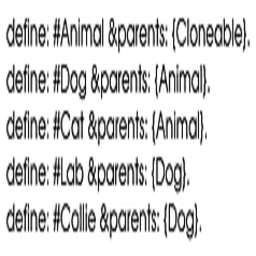 define: #Animal &parents: {Cloneable}.
define: #Dog &parents: {Animal}.
define: #Cat &parents: {Animal}.
define: #Lab &parents: {Dog}.
define: #Collie &parents: {Dog}.